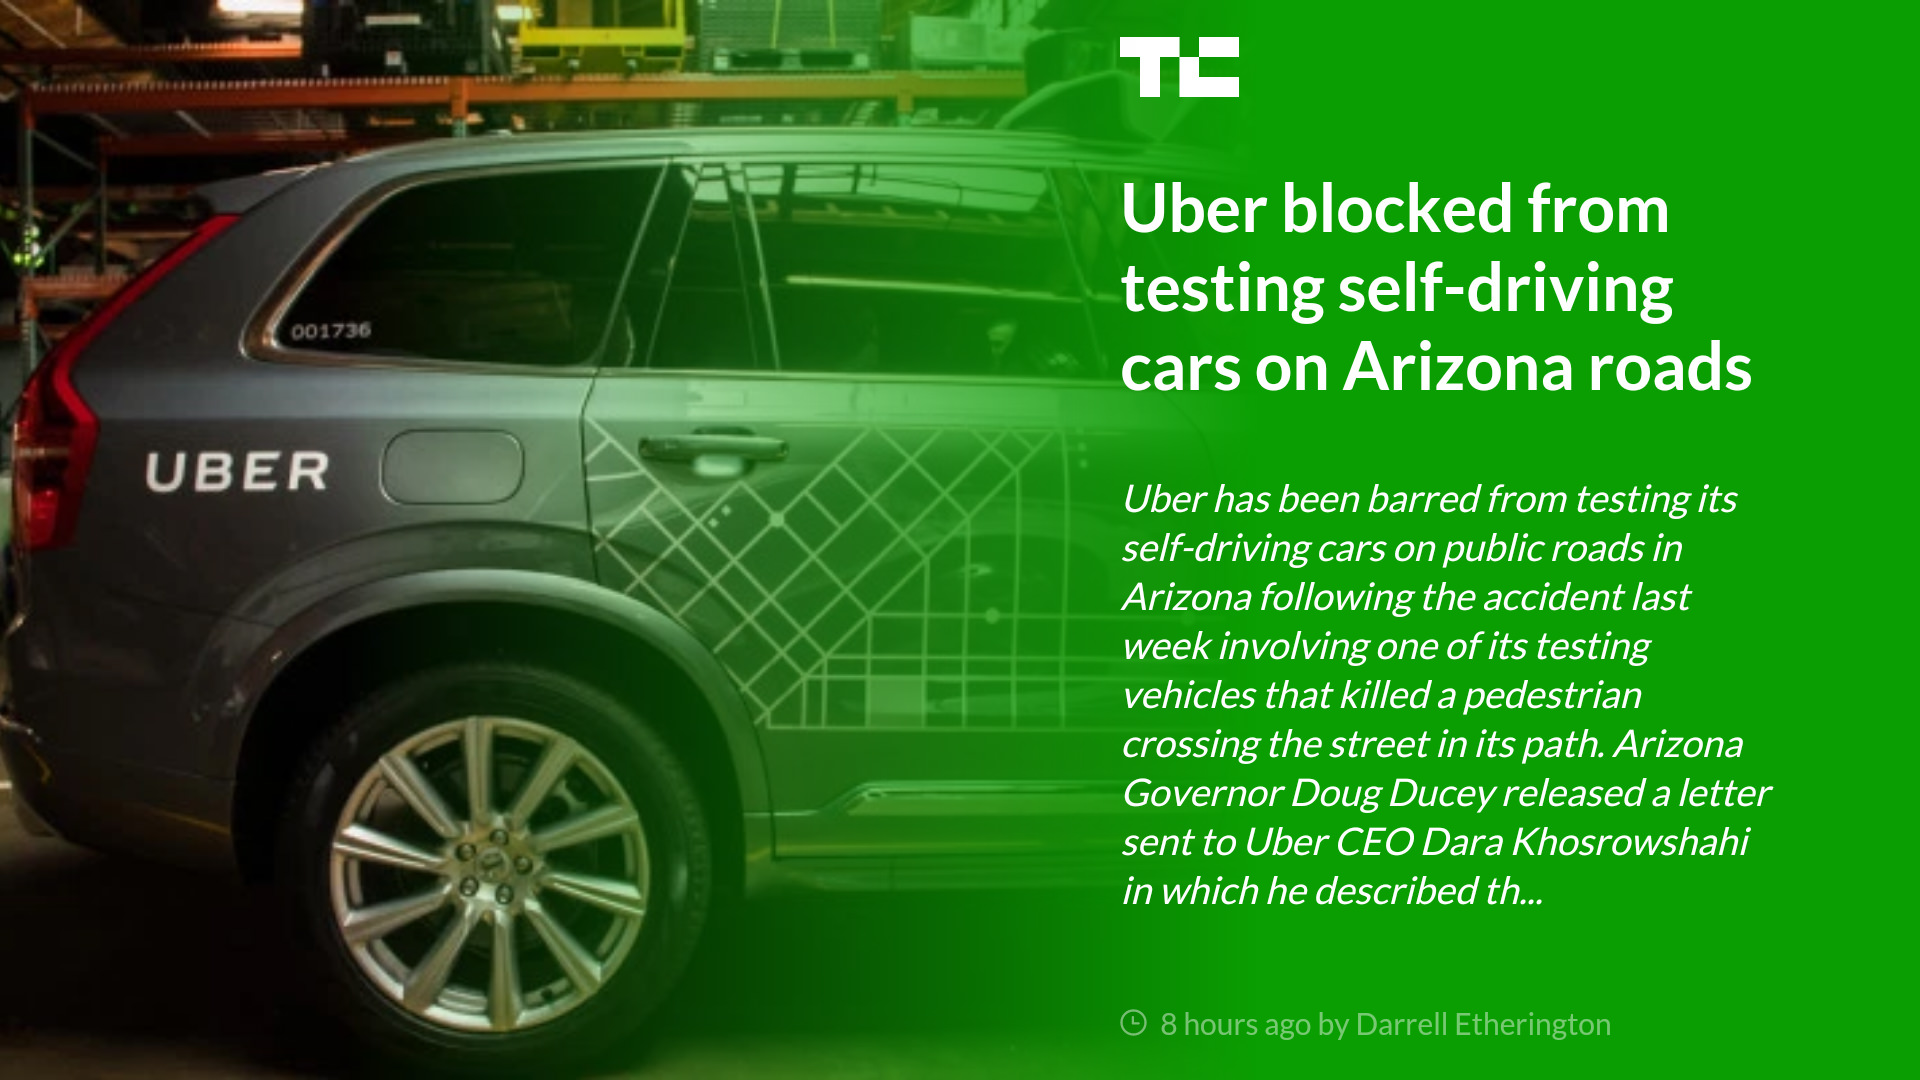 TC
Uber blocked from
testing self-driving
cars on Arizona roads
001736
UBER
Uber has been barred from testing its
self-driving cars on public roads in
Arizona following the accident last
week involving one of its testing
vehicles that killed a pedestrian
crossing the street in its path. Arizona
Governor Doug Ducey released a letter
sent to Uber CEO Dara Khosrowshahi
in which he described th...
8 hours ago by Darrell Etherington